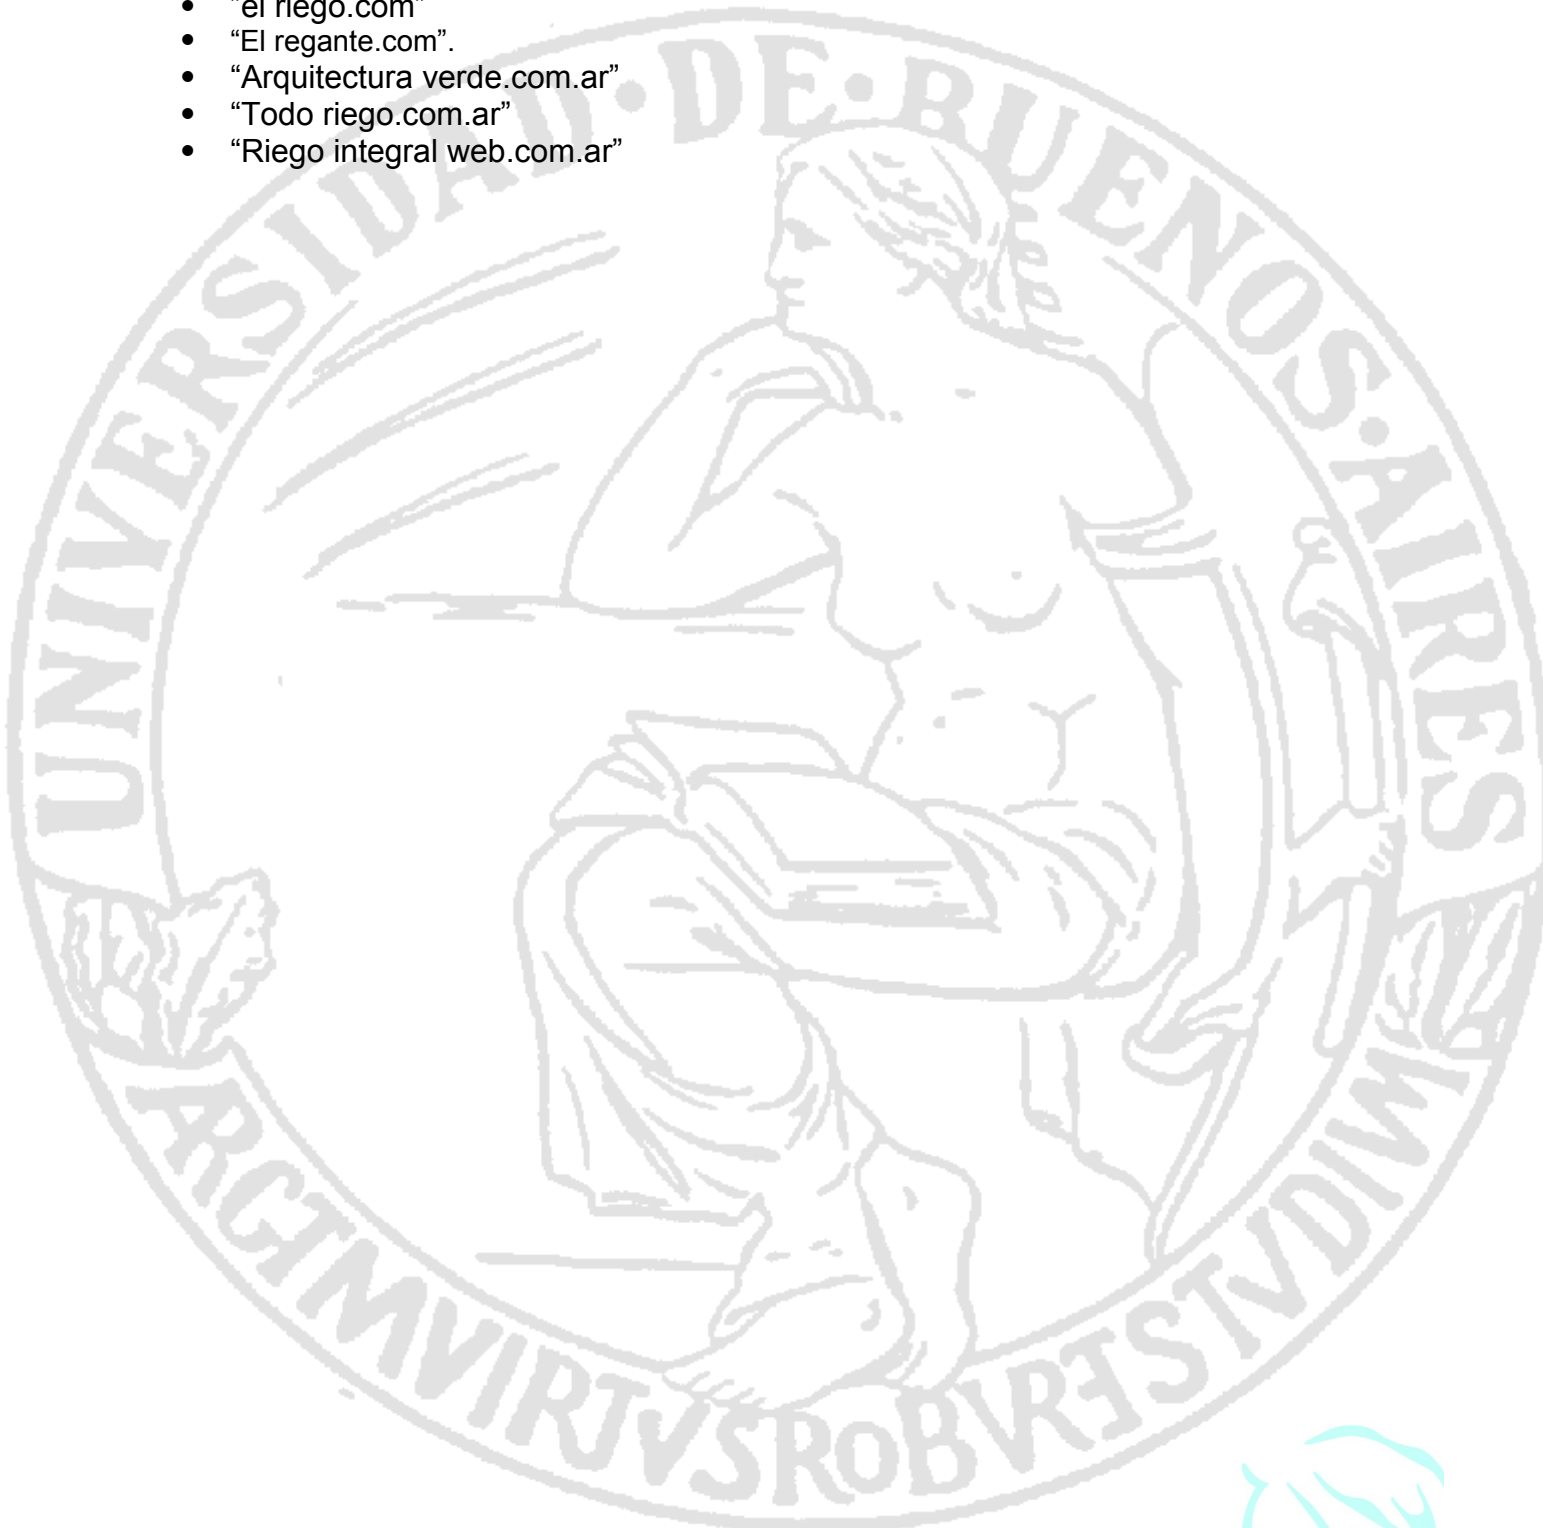 • “el riego.com”
• “El regante.com”.
• “Arquitectura verde.com.ar”
• “Todo riego.com.ar”
• “Riego integral web.com.ar”
UNIVERSIDAD·DE·BUENOS·AIRES
ARGTMVIRTVSROBVRETSTVDIVM